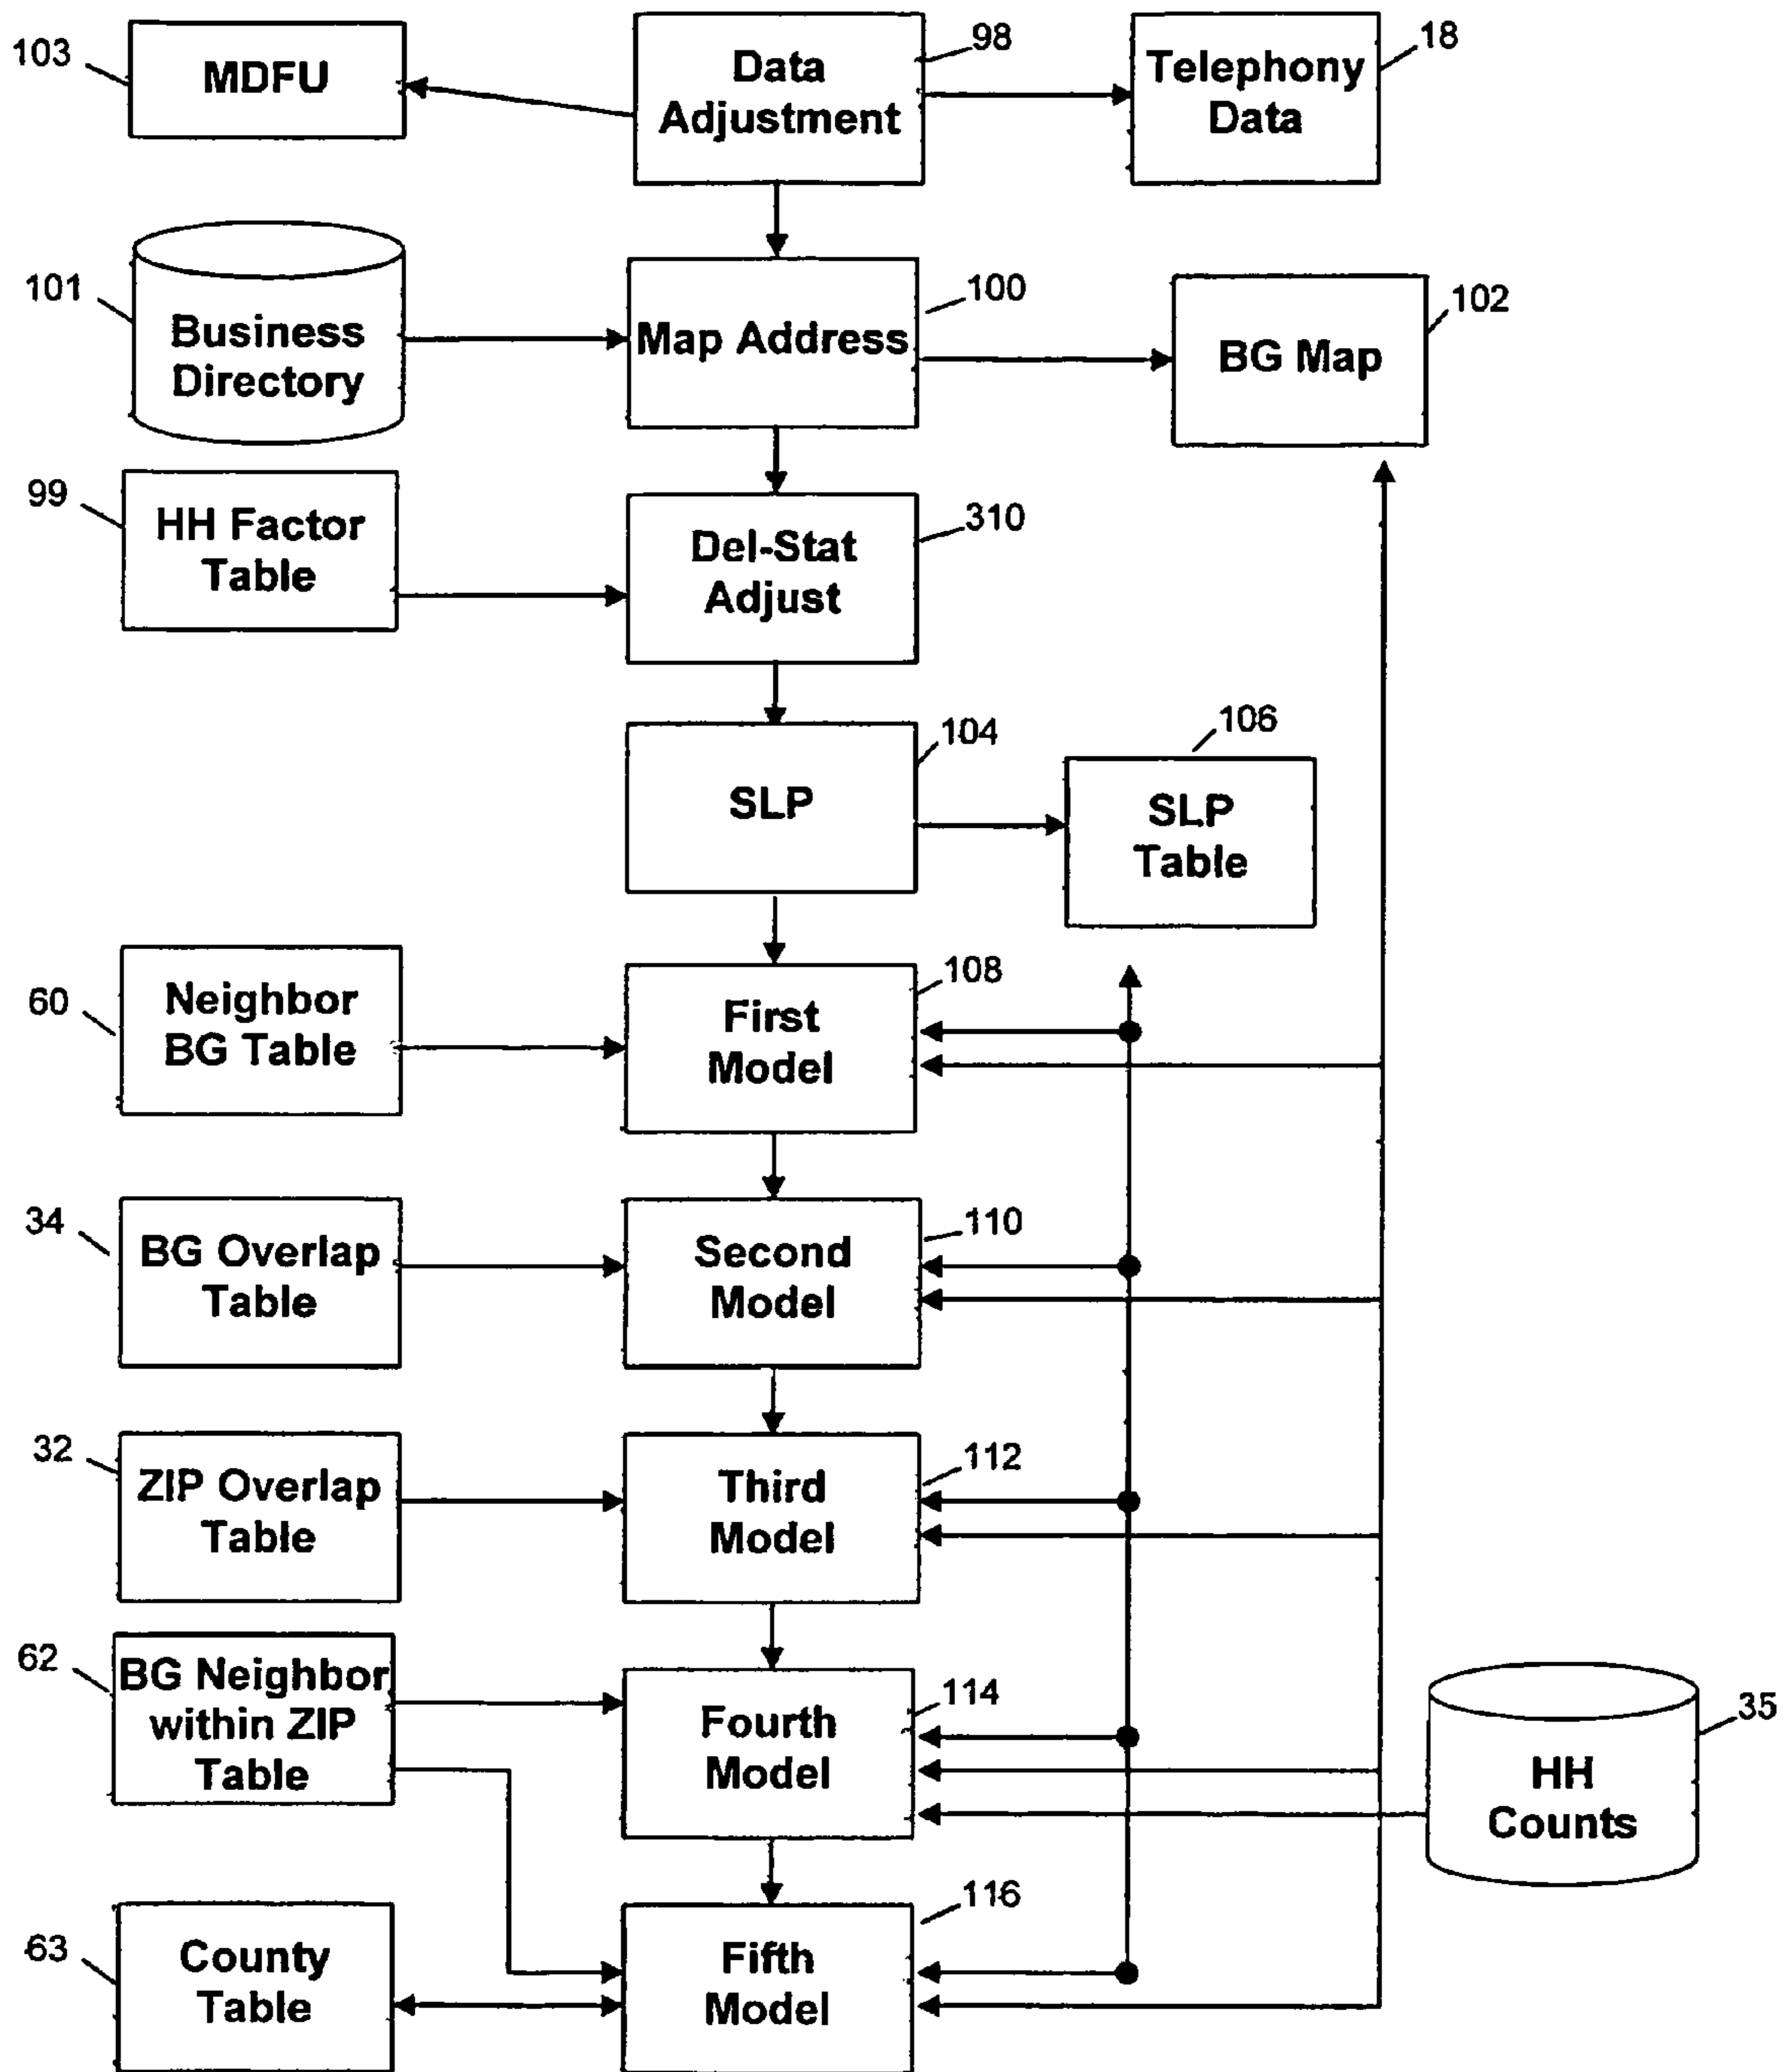 103
MDFU
Data
Adjustment
98
Telephony
Data
18
101
Business
Directory
Map Address
100
BG Map
102
99
HH Factor
Table
Del-Stat
Adjust
310
SLP
104
SLP
Table
106
60
Neighbor
BG Table
First
Model
108
34
BG Overlap
Table
Second
Model
110
32
ZIP Overlap
Table
Third
Model
112
62
BG Neighbor
within ZIP
Table
Fourth
Model
114
HH
Counts
35
63
County
Table
Fifth
Model
116